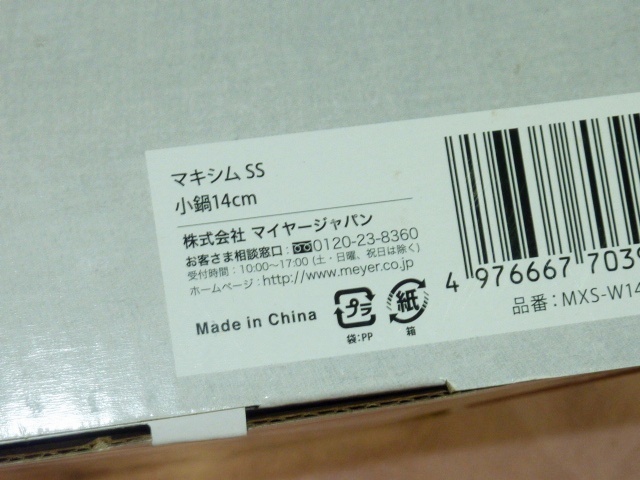 マキシム SS
小鍋14cm
株式会社 マイヤージャパン
お客さま相談窓口:0120-23-8360
受付時間:10:00~17:00 (土・日曜、祝日は除く)
ホームページ:http://www.meyer.co.jp
4 976667 7039
品番:MXS-W14
Made in China
プラ
袋:PP
紙
箱